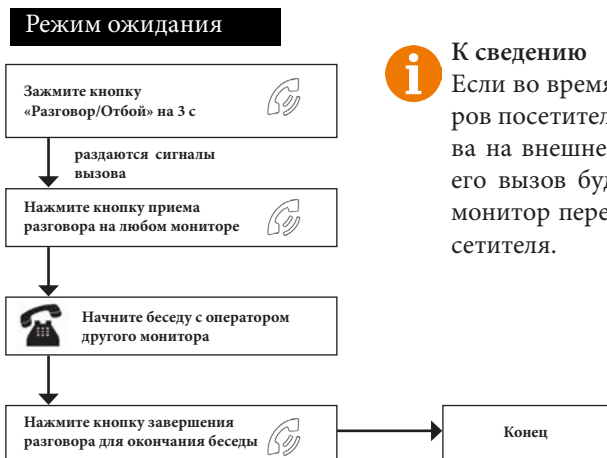 Режим ожидания
Зажмите кнопку
«Разговор/Отбой» на 3 с
раздаются сигналы
вызова
Нажмите кнопку приема
разговора на любом мониторе
Начните беседу с оператором
другого монитора
Нажмите кнопку завершения
разговора для окончания беседы
Конец
К сведению
Если во время
ров посетител
ва на внешне
его вызов буд
монитор пере
сетителя.